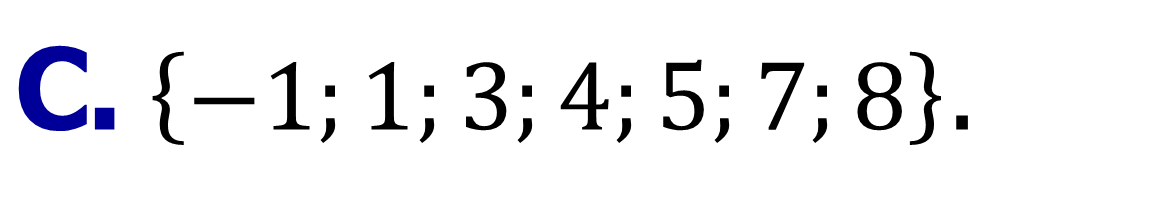 C. {−1; 1; 3; 4; 5; 7; 8}.